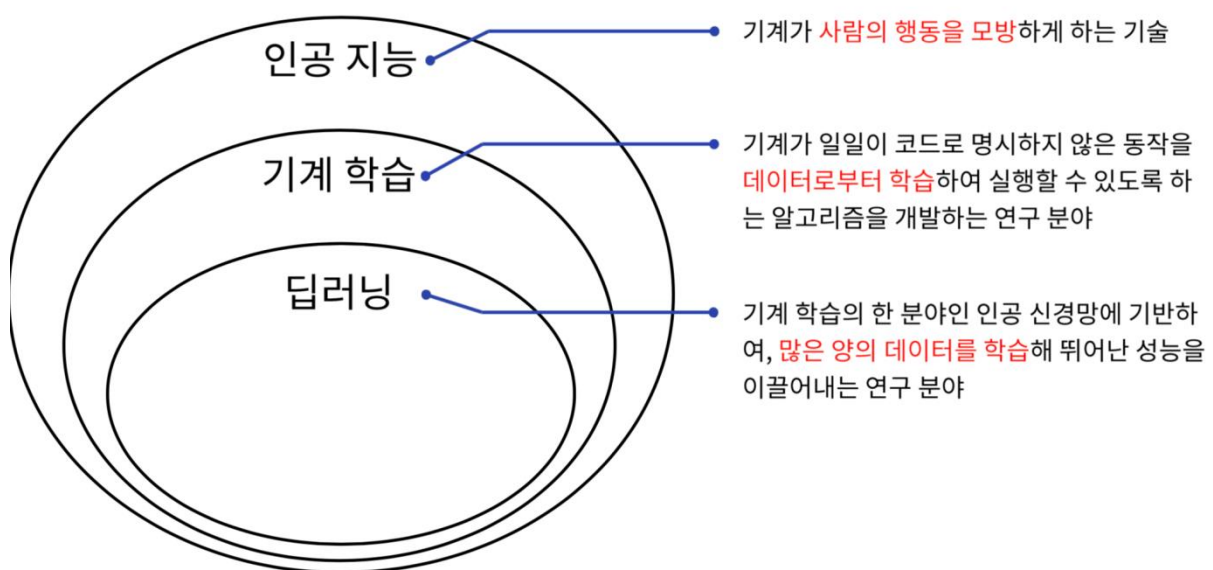 인공 지능
기계가 사람의 행동을 모방하게 하는 기술
기계 학습
기계가 일일이 코드로 명시하지 않은 동작을
데이터로부터 학습하여 실행할 수 있도록 하
는 알고리즘을 개발하는 연구 분야
딥러닝
기계 학습의 한 분야인 인공 신경망에 기반하
여, 많은 양의 데이터를 학습해 뛰어난 성능을
이끌어내는 연구 분야